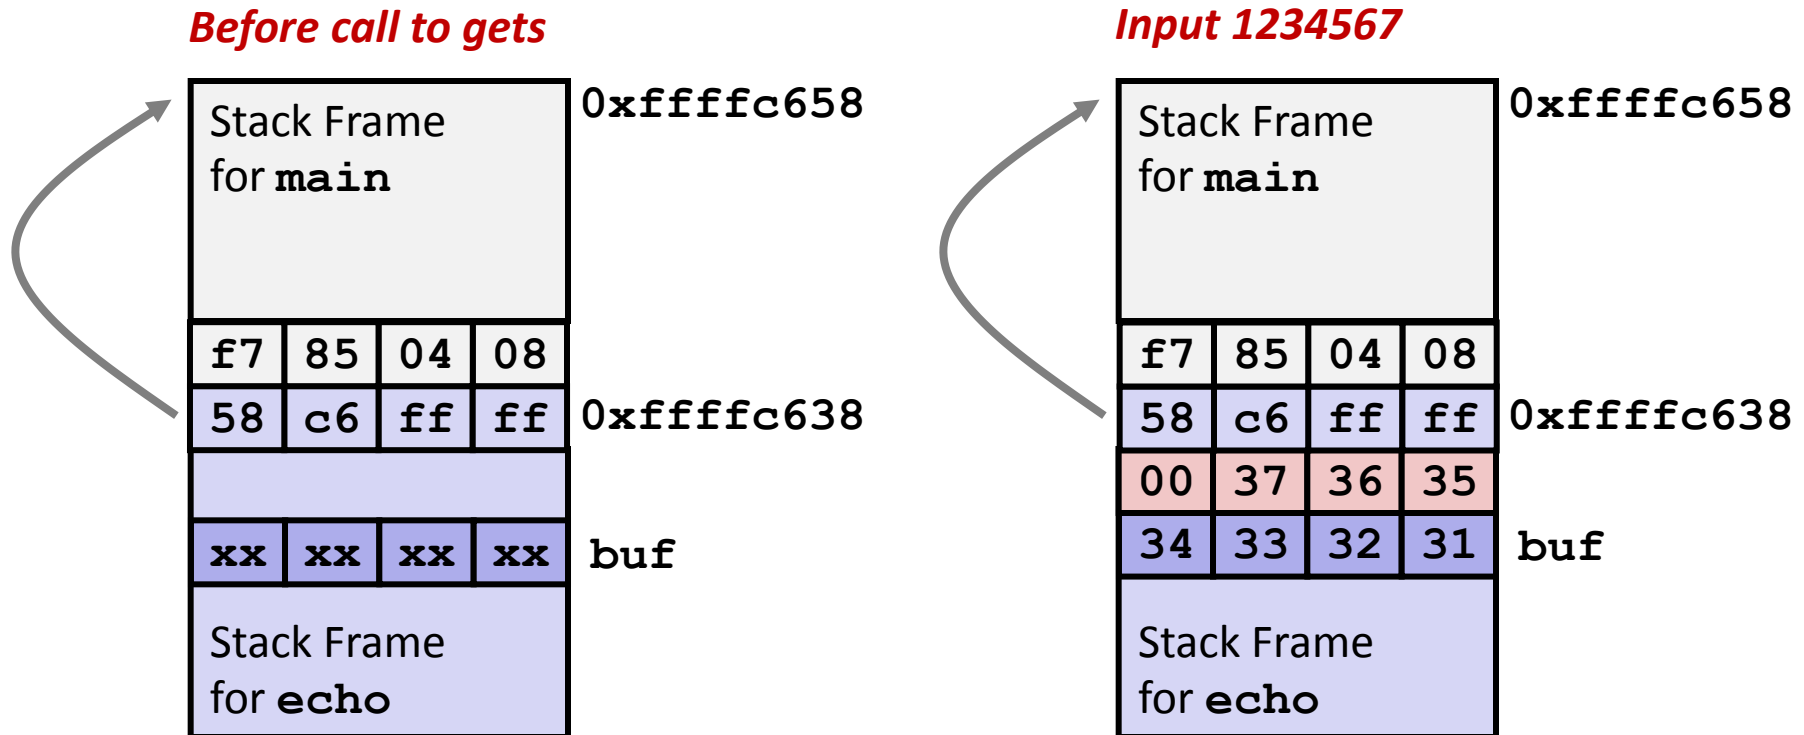 Before call to gets
Stack Frame
for main
0xffffc658
f7 85 04 08
58 c6 ff ff
0xffffc638
xx xx xx xx
buf
Stack Frame
for echo
Input 1234567
Stack Frame
for main
0xffffc658
f7 85 04 08
58 c6 ff ff
0xffffc638
00 37 36 35
34 33 32 31
buf
Stack Frame
for echo